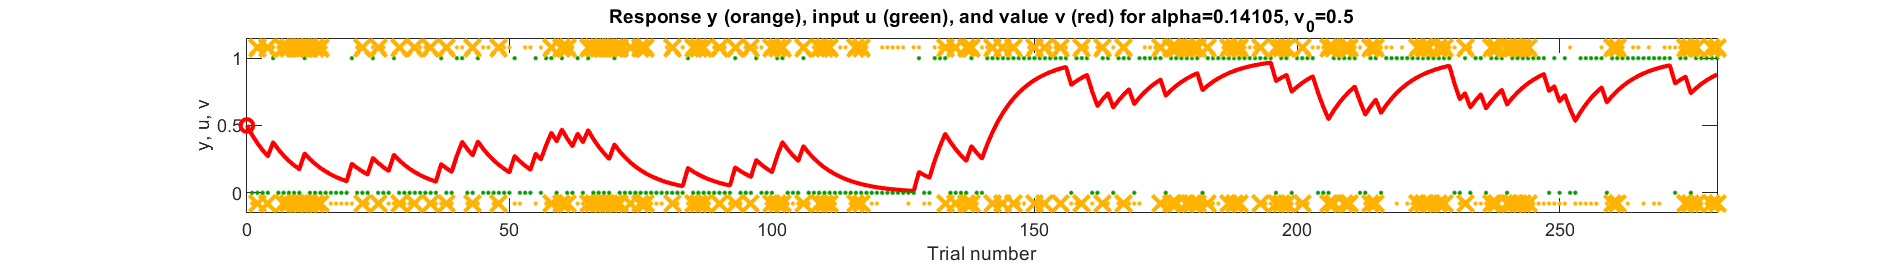 Response y (orange), input u (green), and value v (red) for alpha=0.14105, v0=0.5
y, u, v
1
0.5
0
0 50 100 150 200 250
Trial number